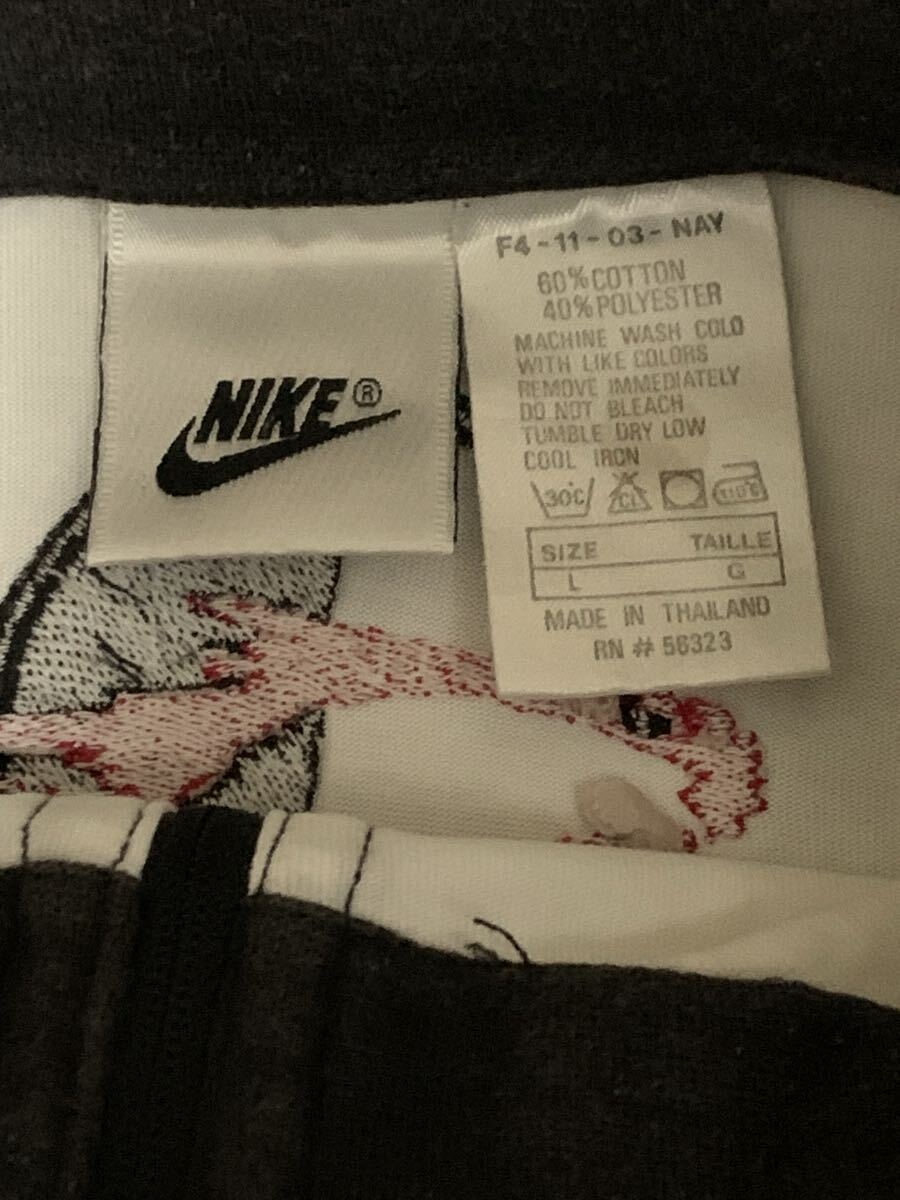 NIKE®
F4-11-03-NAY
60%COTTON
40%POLYESTER
MACHINE WASH COLD
WITH LIKE COLORS
REMOVE IMMEDIATELY
DO NOT BLEACH
TUMBLE DRY LOW
COOL IRON
30°C CL 110°C
SIZE TAILLE
L G
MADE IN THAILAND
RN # 56323